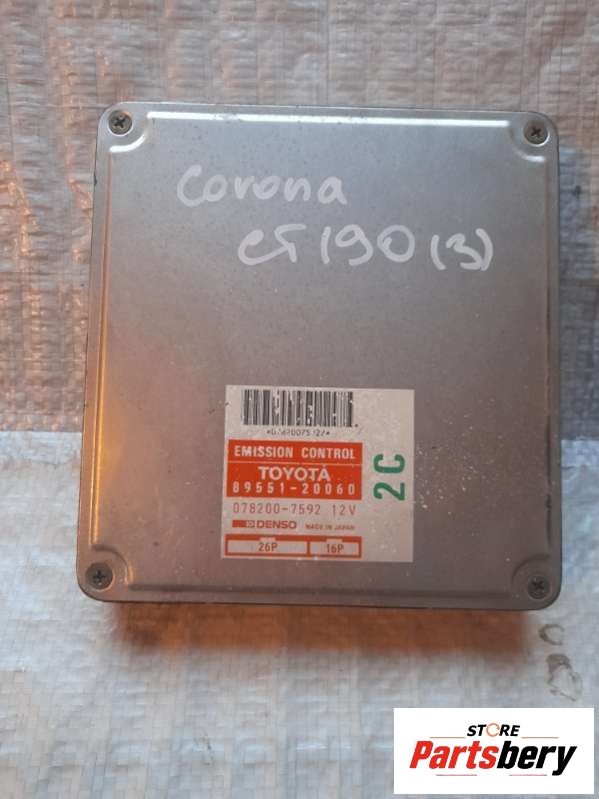 Corona
CT190 (3)
EMISSION CONTROL
TOYOTA
89551-20060
078200-7592 12V
DENSO MADE IN JAPAN
26P 16P
2C
STORE
Partsbery